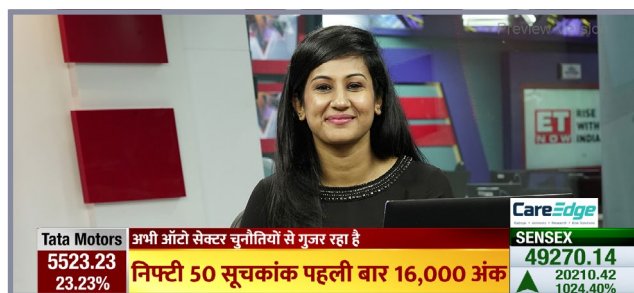 Preview
ET
NOW
RISE
WITH
INDIA
CareEdge
Tata Motors
अभी ऑटो सेक्टर चुनौतियों से गुजर रहा है
SENSEX
5523.23
23.23%
निफ्टी 50 सूचकांक पहली बार 16,000 अंक
49270.14
20210.42
1024.40%